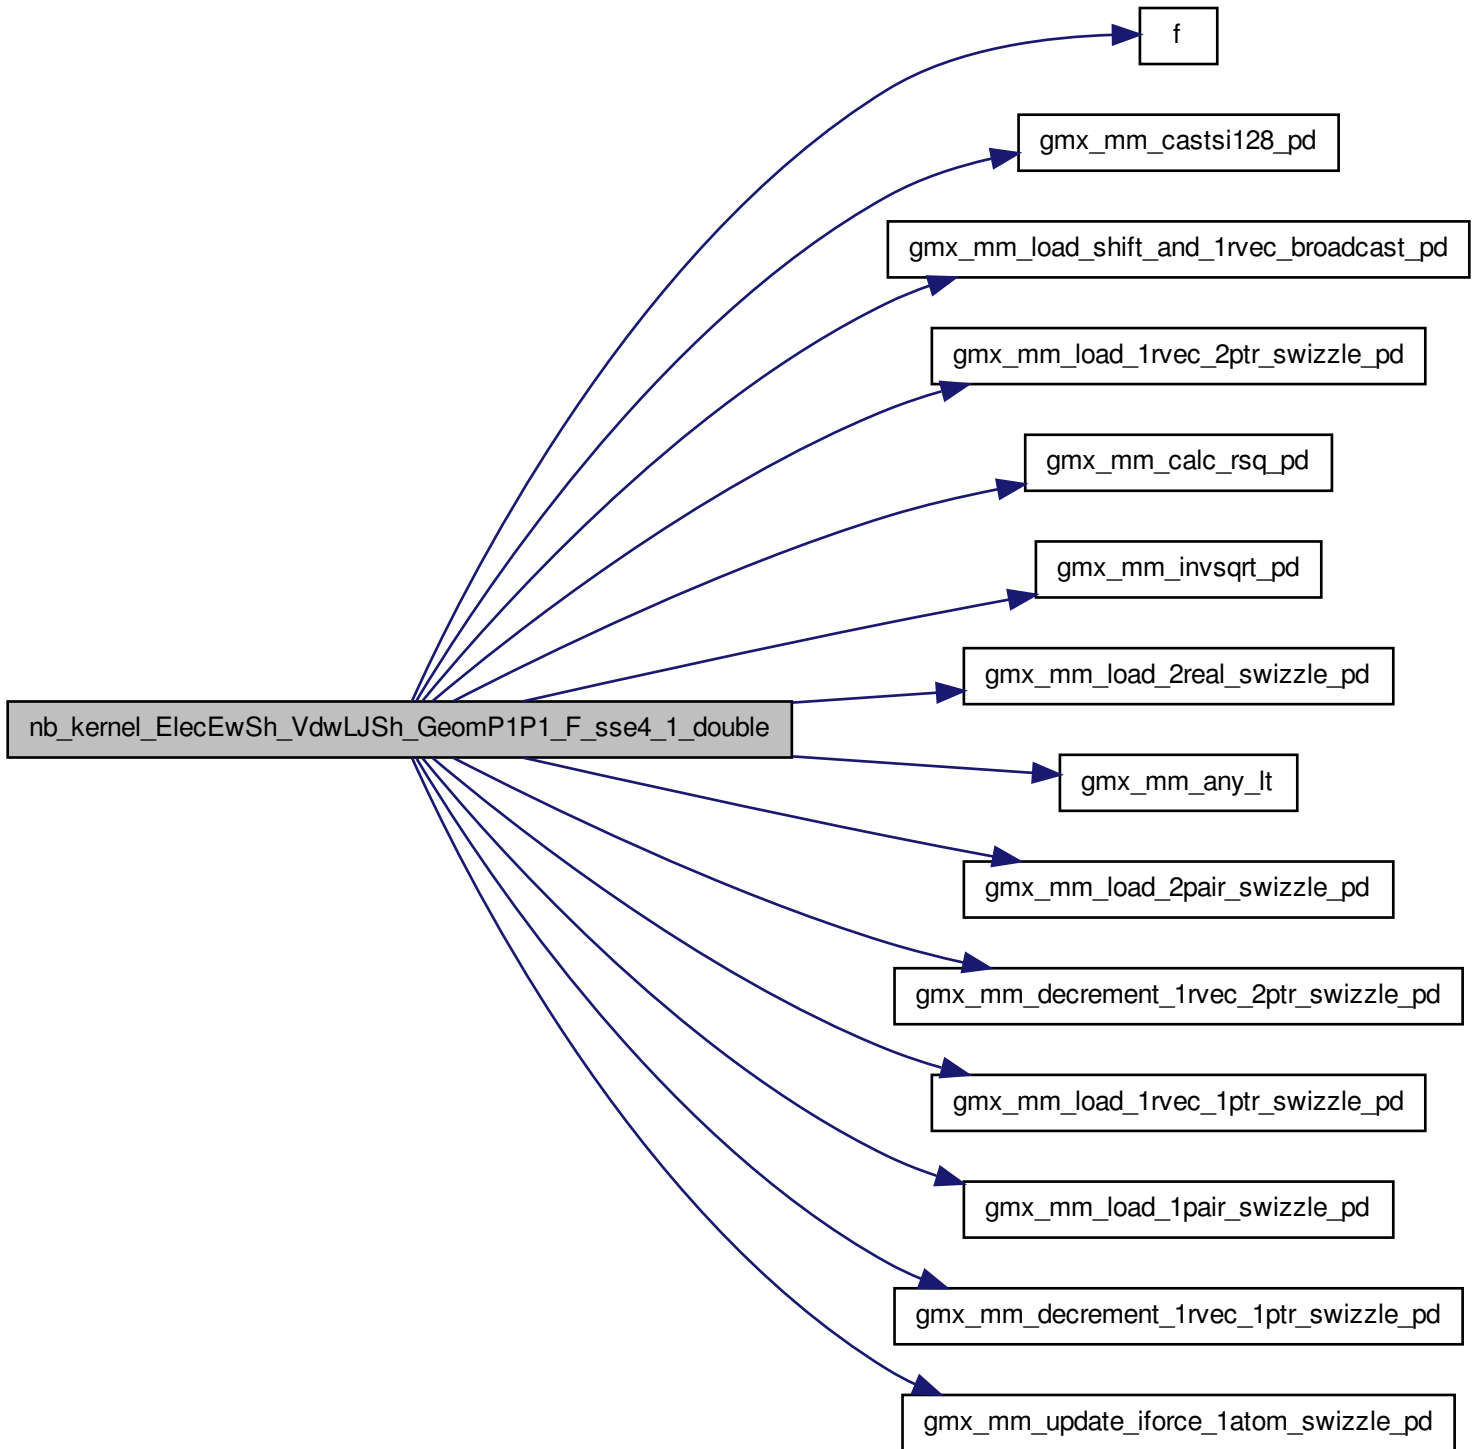 f
gmx_mm_castsi128_pd
gmx_mm_load_shift_and_1rvec_broadcast_pd
gmx_mm_load_1rvec_2ptr_swizzle_pd
gmx_mm_calc_rsq_pd
gmx_mm_invsqrt_pd
gmx_mm_load_2real_swizzle_pd
nb_kernel_ElecEwSh_VdwLJSh_GeomP1P1_F_sse4_1_double
gmx_mm_any_lt
gmx_mm_load_2pair_swizzle_pd
gmx_mm_decrement_1rvec_2ptr_swizzle_pd
gmx_mm_load_1rvec_1ptr_swizzle_pd
gmx_mm_load_1pair_swizzle_pd
gmx_mm_decrement_1rvec_1ptr_swizzle_pd
gmx_mm_update_iforce_1atom_swizzle_pd